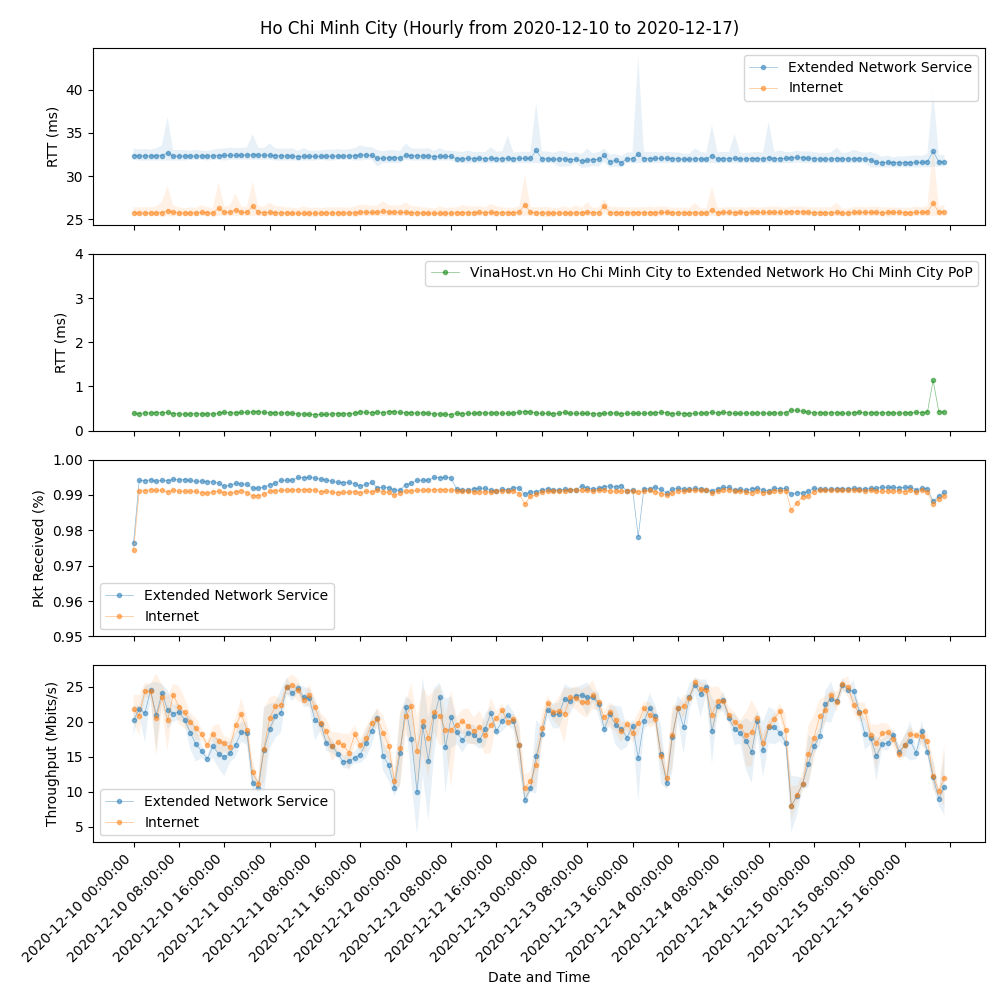 Ho Chi Minh City (Hourly from 2020-12-10 to 2020-12-17)
RTT (ms)
40
35
30
25
Extended Network Service
Internet
RTT (ms)
4
3
2
1
0
VinaHost.vn Ho Chi Minh City to Extended Network Ho Chi Minh City PoP
Pkt Received (%)
1.00
0.99
0.98
0.97
0.96
0.95
Extended Network Service
Internet
Throughput (Mbits/s)
25
20
15
10
5
Extended Network Service
Internet
2020-12-10 00:00:00
2020-12-10 08:00:00
2020-12-10 16:00:00
2020-12-11 00:00:00
2020-12-11 08:00:00
2020-12-11 16:00:00
2020-12-12 00:00:00
2020-12-12 08:00:00
2020-12-12 16:00:00
2020-12-13 00:00:00
2020-12-13 08:00:00
2020-12-13 16:00:00
2020-12-14 00:00:00
2020-12-14 08:00:00
2020-12-14 16:00:00
2020-12-15 00:00:00
2020-12-15 08:00:00
2020-12-15 16:00:00
Date and Time